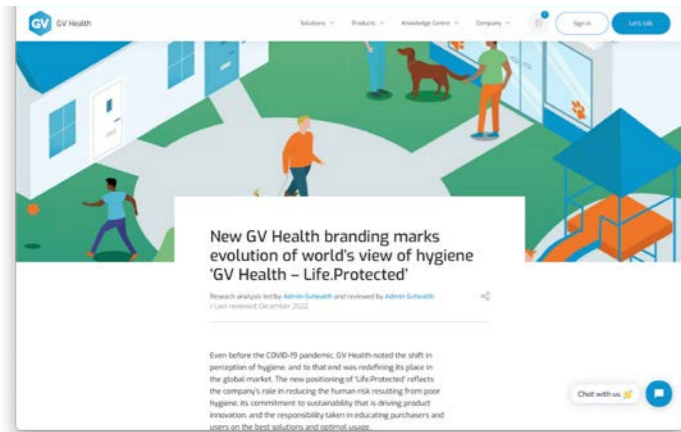 GV GV Health
Solutions Products Knowledge Centre Company Sign in Let's talk
New GV Health branding marks
evolution of world's view of hygiene
'GV Health – Life.Protected'
Reseach analysis led by Admin Gvhealth and reviewed by Admin Gvhealth
/ Last reviewed: December 2022
Even before the COVID-19 pandemic, GV Health noted the shift in
perception of hygiene, and to that end was redefining its place in
the global market. The new positioning of 'Life.Protected' reflects
the company's role in reducing the human risk resulting from poor
hygiene, its commitment to sustainability that is driving product
innovation, and the responsibility taken in educating purchasers and
users on the best solutions and optimal usage.
Chat with us